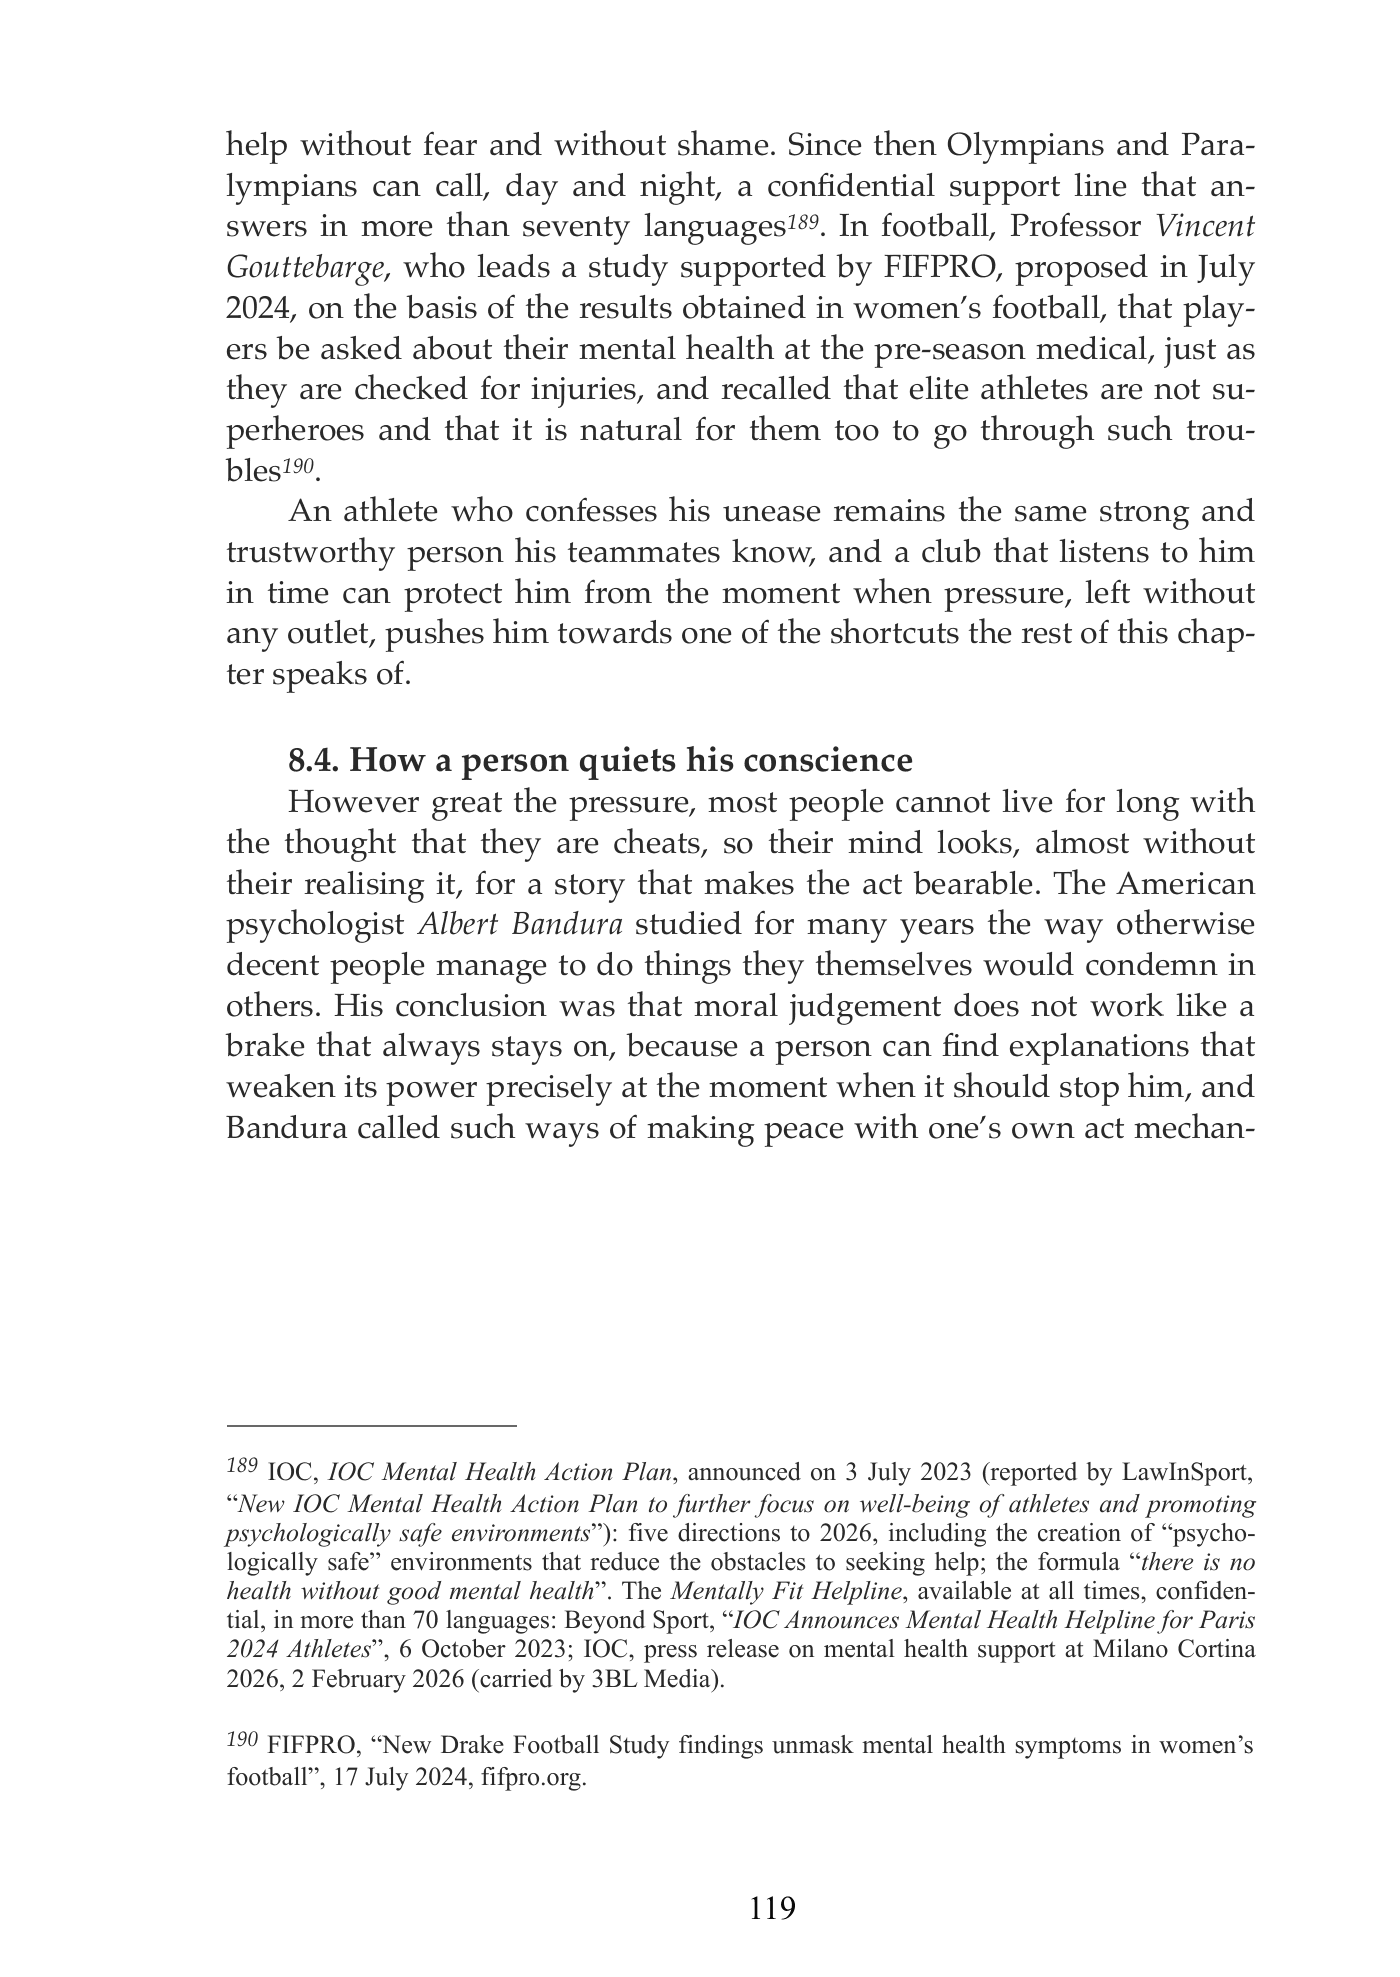 help without fear and without shame. Since then Olympians and Para-
lympians can call, day and night, a confidential support line that an-
swers in more than seventy languages189. In football, Professor Vincent
Gouttebarge, who leads a study supported by FIFPRO, proposed in July
2024, on the basis of the results obtained in women’s football, that play-
ers be asked about their mental health at the pre-season medical, just as
they are checked for injuries, and recalled that elite athletes are not su-
perheroes and that it is natural for them too to go through such trou-
bles190.
An athlete who confesses his unease remains the same strong and
trustworthy person his teammates know, and a club that listens to him
in time can protect him from the moment when pressure, left without
any outlet, pushes him towards one of the shortcuts the rest of this chap-
ter speaks of.
8.4. How a person quiets his conscience
However great the pressure, most people cannot live for long with
the thought that they are cheats, so their mind looks, almost without
their realising it, for a story that makes the act bearable. The American
psychologist Albert Bandura studied for many years the way otherwise
decent people manage to do things they themselves would condemn in
others. His conclusion was that moral judgement does not work like a
brake that always stays on, because a person can find explanations that
weaken its power precisely at the moment when it should stop him, and
Bandura called such ways of making peace with one’s own act mechan-
189 IOC, IOC Mental Health Action Plan, announced on 3 July 2023 (reported by LawInSport,
“New IOC Mental Health Action Plan to further focus on well-being of athletes and promoting
psychologically safe environments”): five directions to 2026, including the creation of “psycho-
logically safe” environments that reduce the obstacles to seeking help; the formula “there is no
health without good mental health”. The Mentally Fit Helpline, available at all times, confiden-
tial, in more than 70 languages: Beyond Sport, “IOC Announces Mental Health Helpline for Paris
2024 Athletes”, 6 October 2023; IOC, press release on mental health support at Milano Cortina
2026, 2 February 2026 (carried by 3BL Media).
190 FIFPRO, “New Drake Football Study findings unmask mental health symptoms in women’s
football”, 17 July 2024, fifpro.org.
119